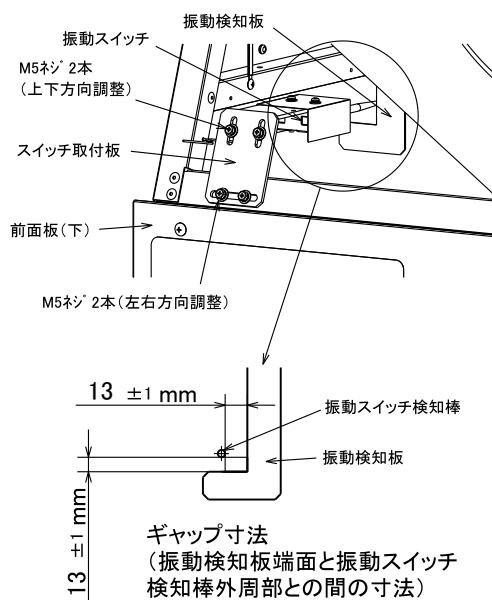 振動検知板
振動スイッチ
M5ネジ 2本
(上下方向調整)
スイッチ取付板
前面板(下)
M5ネジ 2本(左右方向調整)
13 ±1 mm
振動スイッチ検知棒
振動検知板
13 ±1 mm
ギャップ寸法
(振動検知板端面と振動スイッチ
検知棒外周部との間の寸法)